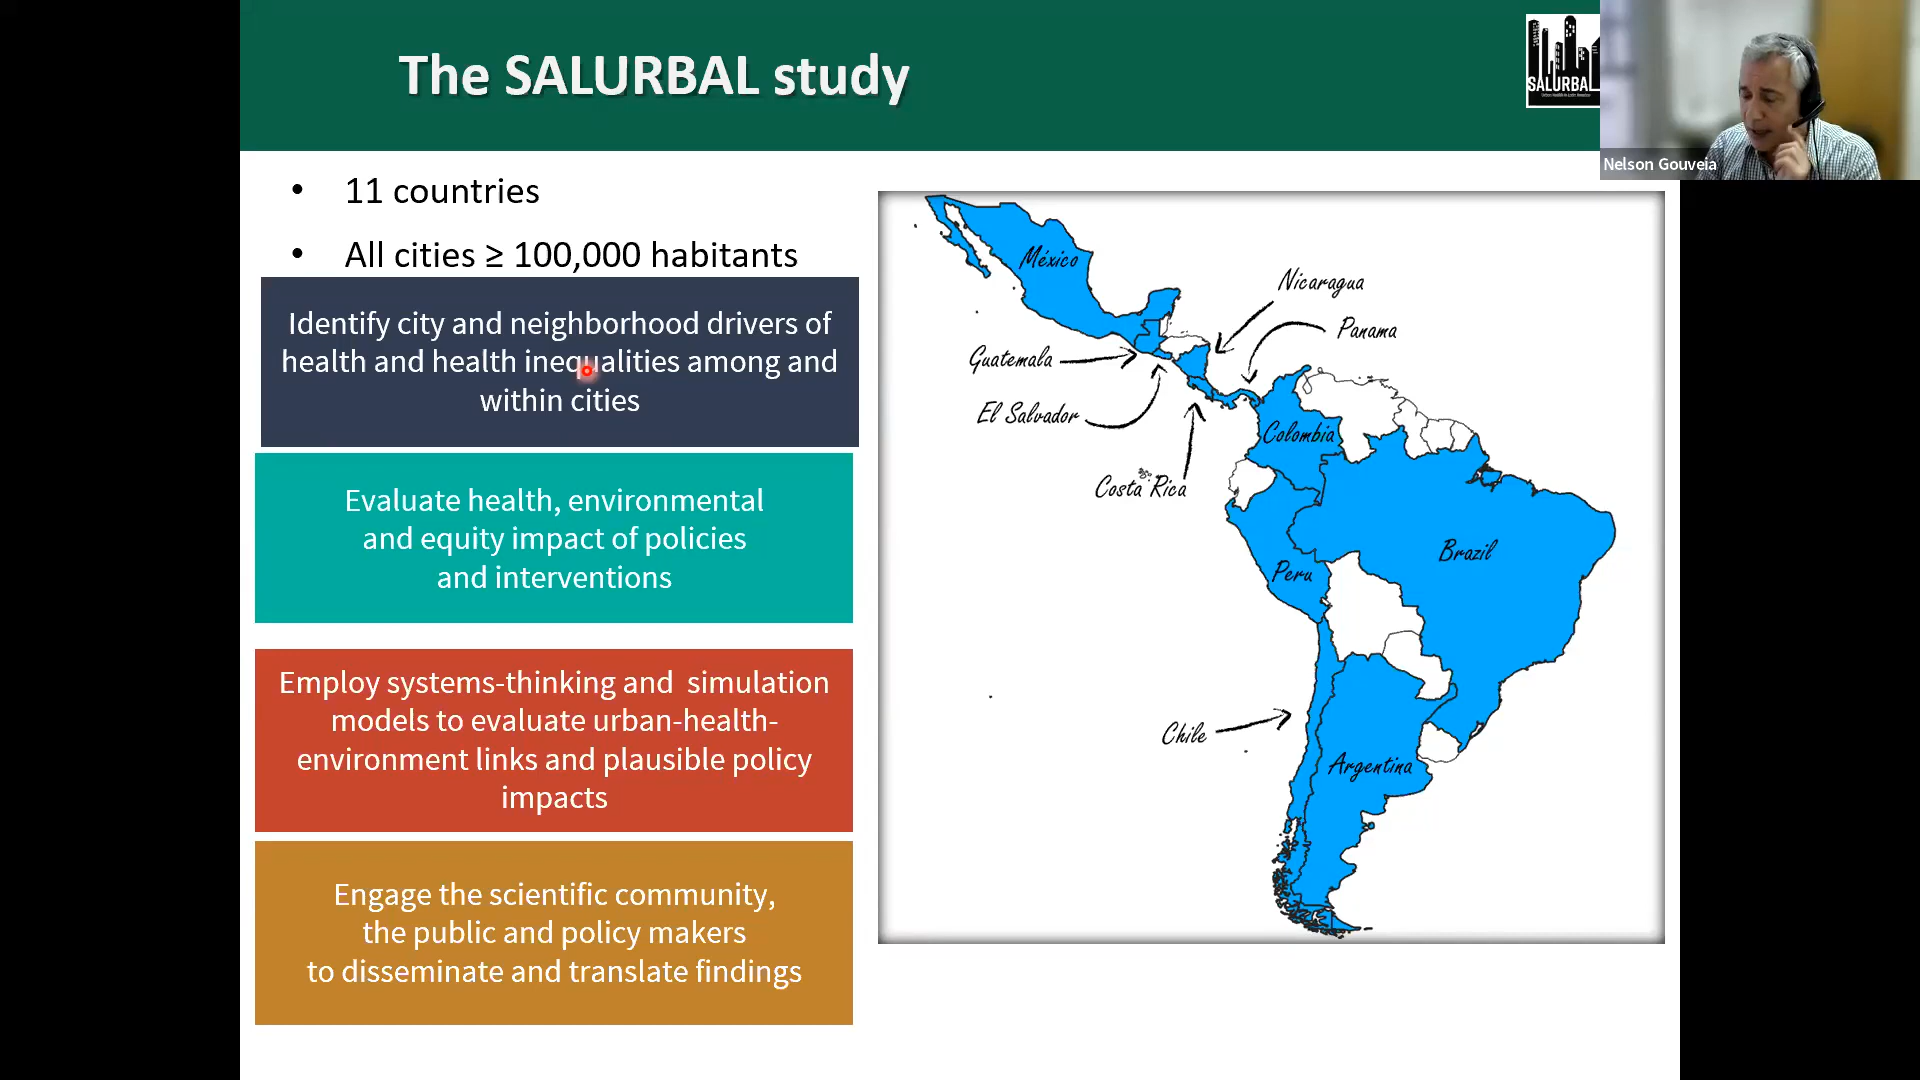 The SALURBAL study
SALURBAL
Nelson Gouveia
• 11 countries
• All cities ≥ 100,000 habitants
Identify city and neighborhood drivers of
health and health inequalities among and
within cities
Evaluate health, environmental
and equity impact of policies
and interventions
Employ systems-thinking and simulation
models to evaluate urban-health-
environment links and plausible policy
impacts
Engage the scientific community,
the public and policy makers
to disseminate and translate findings
México
Nicaragua
Panama
Guatemala
El Salvador
Colombia
Costa Rica
Brazil
Peru
Chile
Argentina